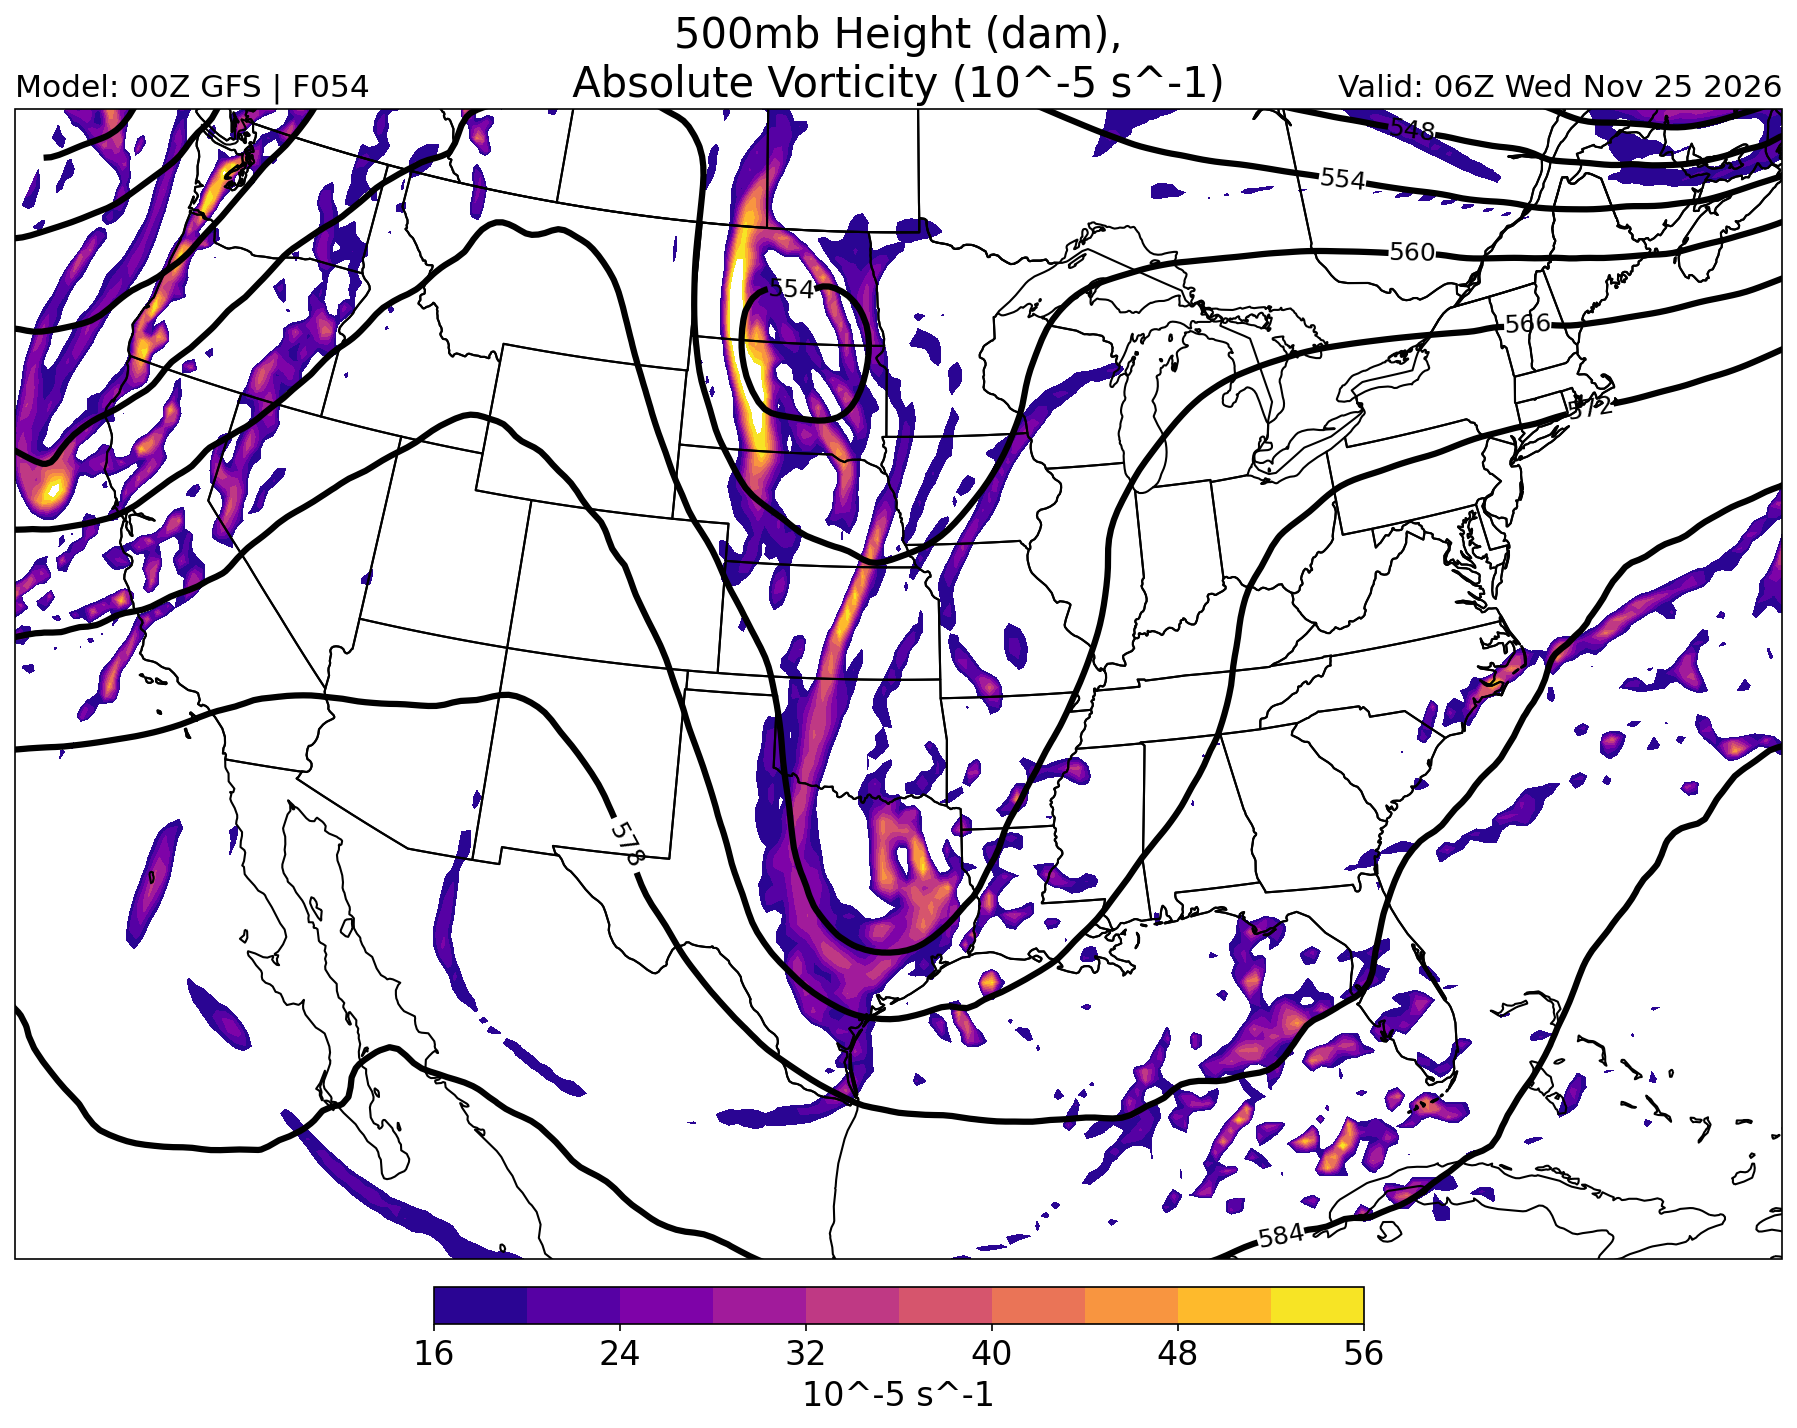 500mb Height (dam),
Model: 00Z GFS | F054
Absolute Vorticity (10^-5 s^-1)
Valid: 06Z Wed Nov 25 2026
548
554
560
554
566
572
578
584
16 24 32 40 48 56
10^-5 s^-1